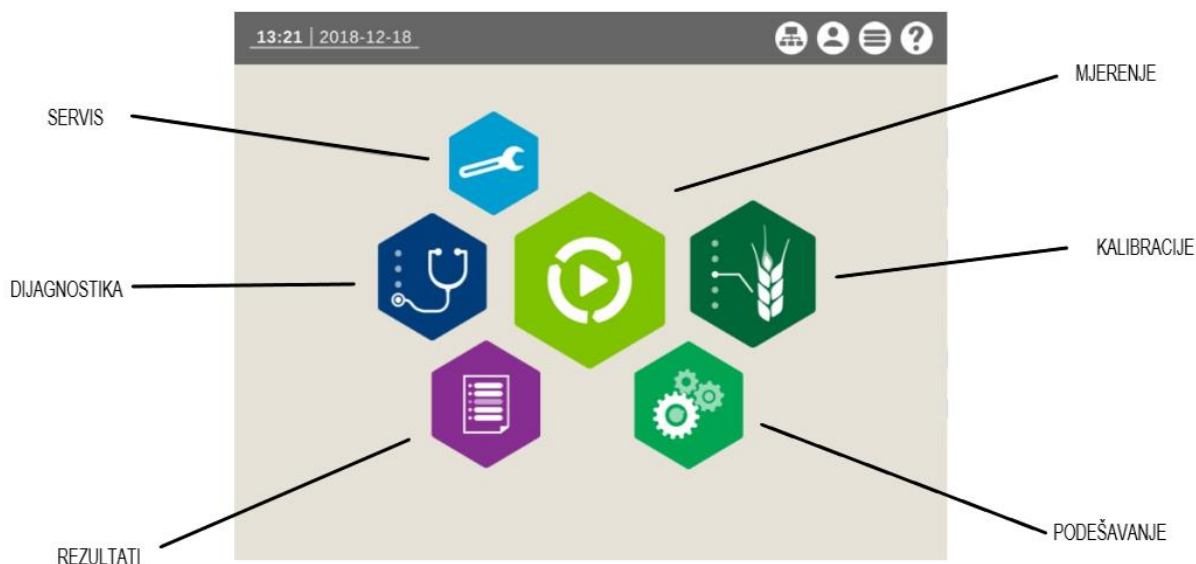 13:21 | 2018-12-18
MJERENJE
SERVIS
KALIBRACIJE
DIJAGNOSTIKA
PODEŠAVANJE
REZULTATI